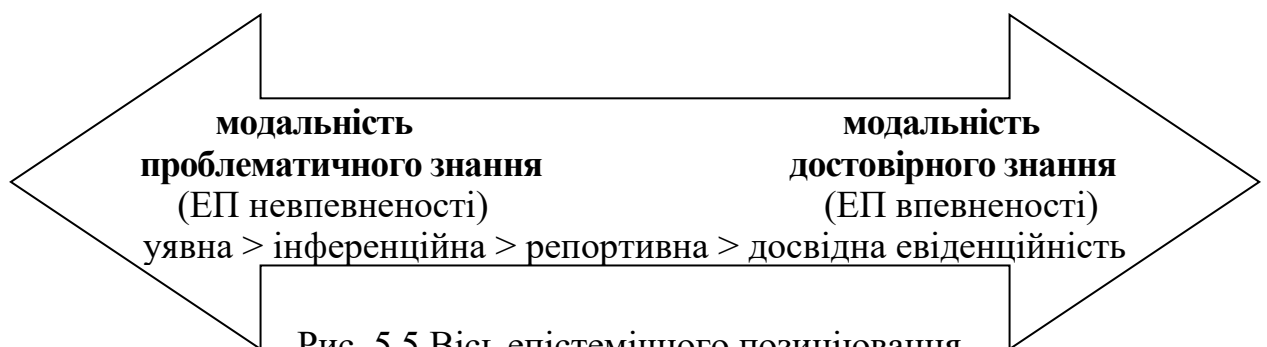 модальність модальність
проблематичного знання достовірного знання
(ЕП невпевненості) (ЕП впевненості)
уявна > інференційна > репортивна > досвідна евіденційність
Рис. 5.5 Вісь епістемічного позиціювання